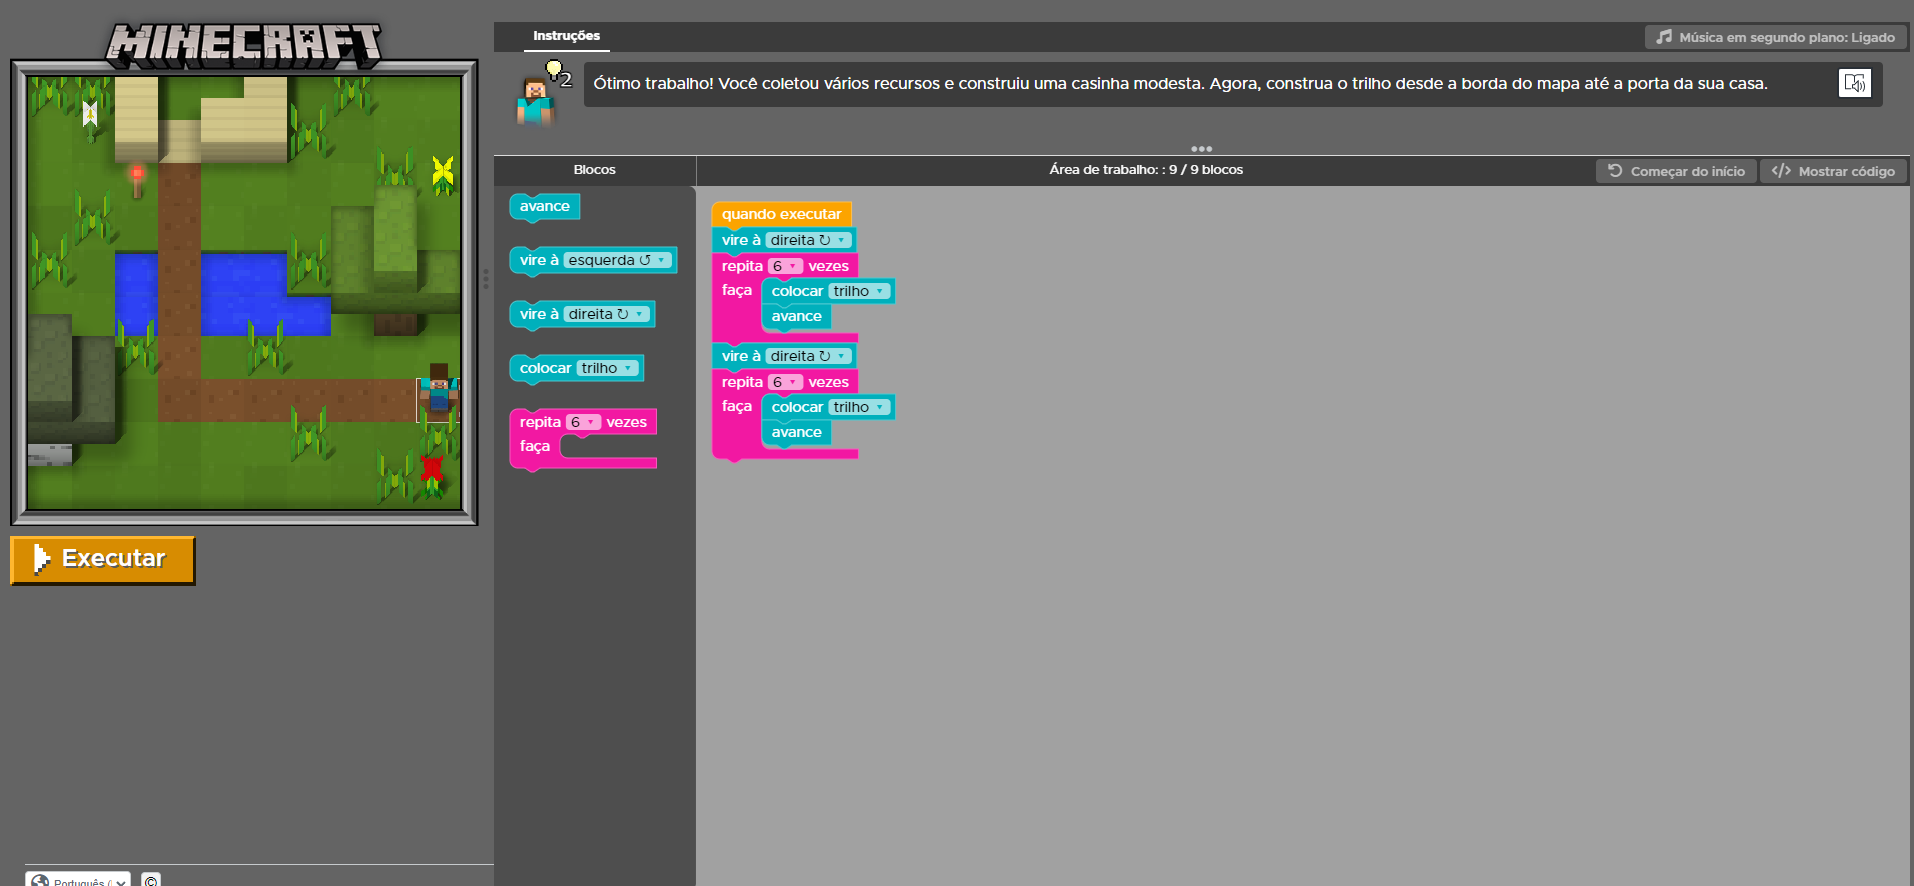 MINECRAFT
Instruções
Música em segundo plano: Ligado
2
Ótimo trabalho! Você coletou vários recursos e construiu uma casinha modesta. Agora, construa o trilho desde a borda do mapa até a porta da sua casa.
Blocos
Área de trabalho: : 9 / 9 blocos
Começar do início
</> Mostrar código
avance
vire à esquerda ↺
vire à direita ↻
colocar trilho
repita 6 vezes
faça
quando executar
vire à direita ↻
repita 6 vezes
faça colocar trilho
avance
vire à direita ↻
repita 6 vezes
faça colocar trilho
avance
Executar
Português (
©